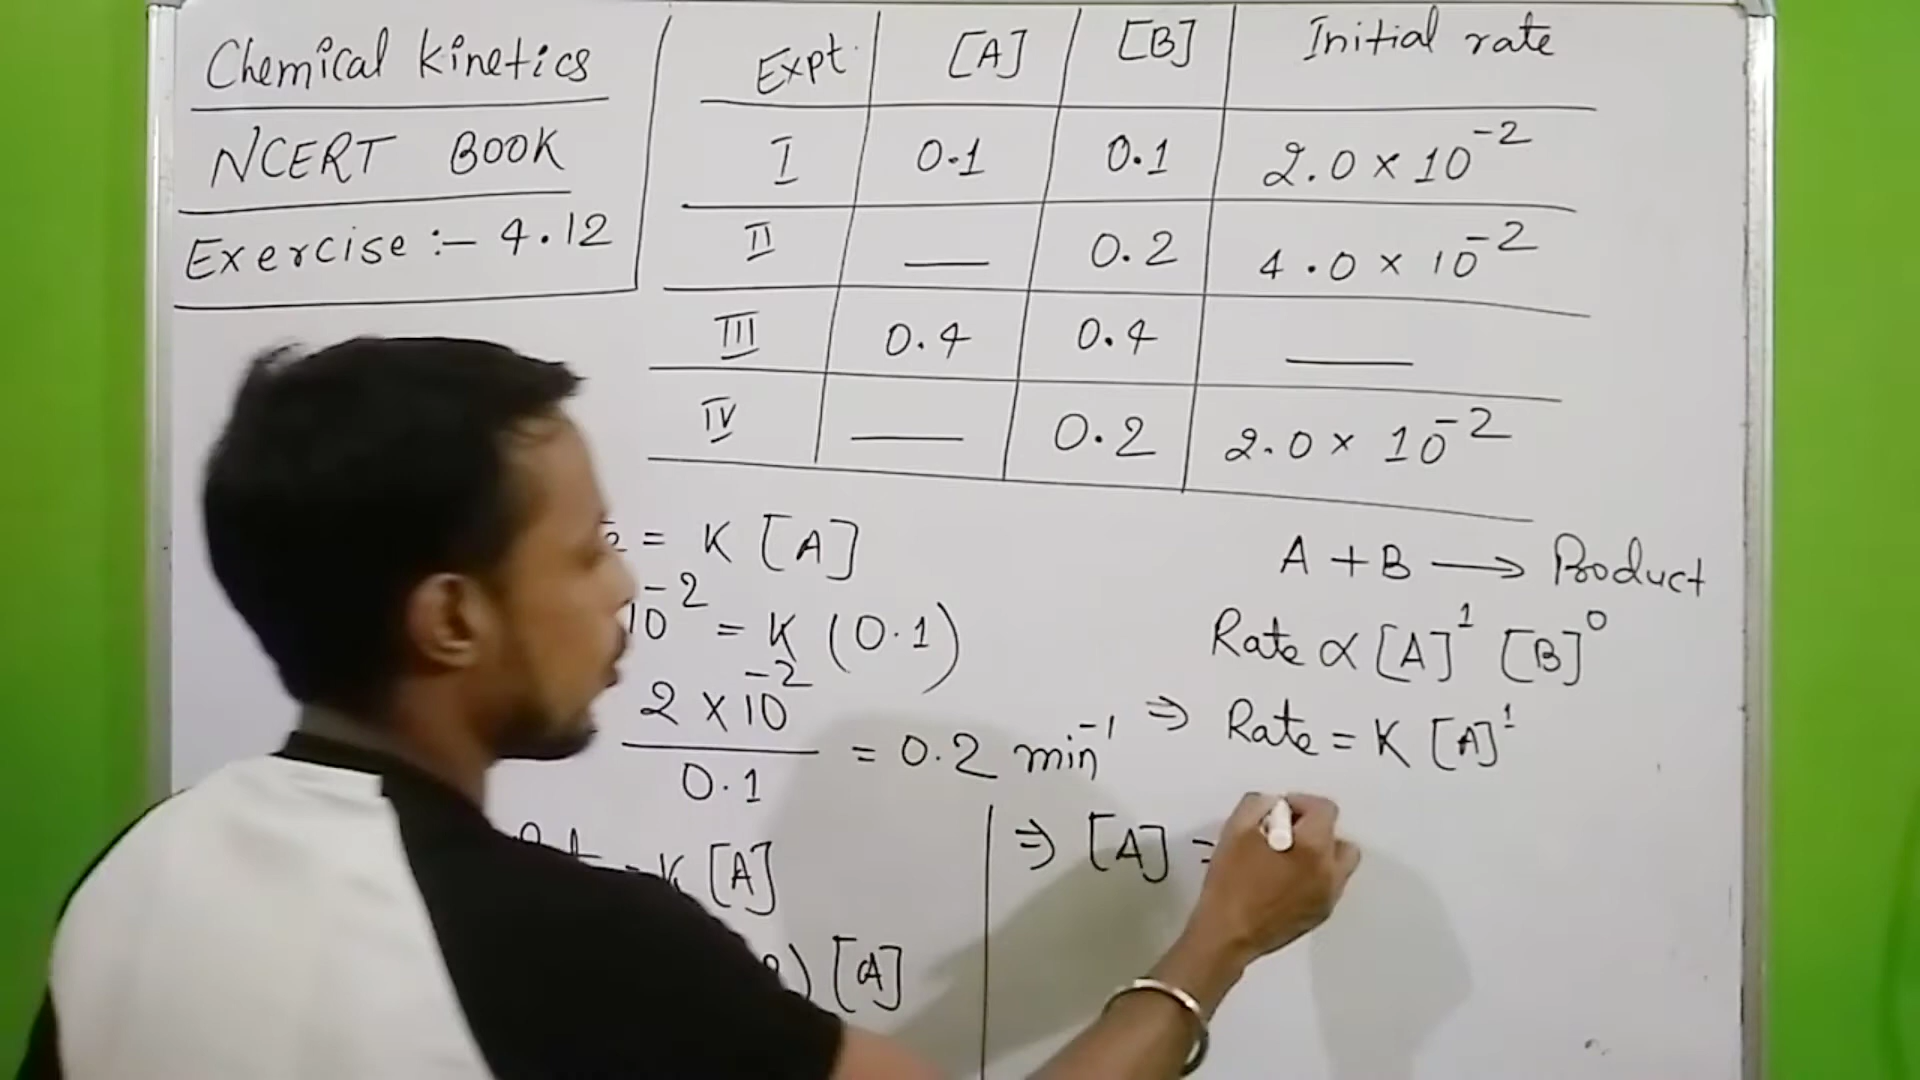 Chemical kinetics
NCERT BOOK
Exercise :– 4.12
Expt. [A] [B] Initial rate
I 0.1 0.1 2.0 × 10⁻²
II — 0.2 4.0 × 10⁻²
III 0.4 0.4 —
IV — 0.2 2.0 × 10⁻²
= K [A]
10⁻² = K (0.1)
2 × 10⁻²
0.1
= 0.2 min⁻¹
= K [A]
) [A]
A + B ⟶ Product
Rate ∝ [A]¹ [B]⁰
⇒ Rate = K [A]¹
⇒ [A] =